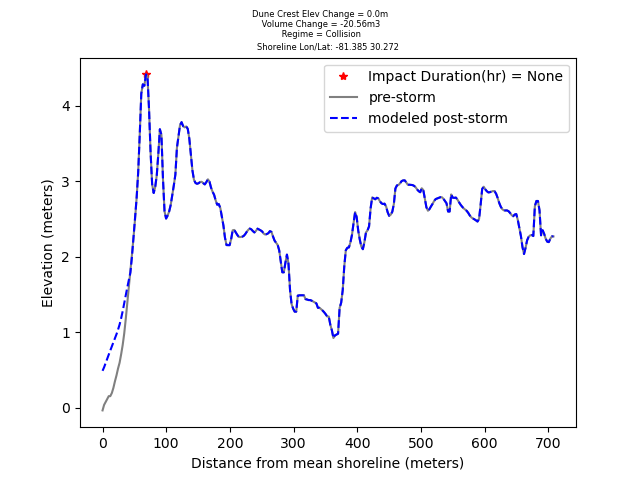 Dune Crest Elev Change = 0.0m
Volume Change = -20.56m3
Regime = Collision
Shoreline Lon/Lat: -81.385 30.272
Impact Duration(hr) = None
pre-storm
modeled post-storm
Elevation (meters)
4
3
2
1
0
0 100 200 300 400 500 600 700
Distance from mean shoreline (meters)